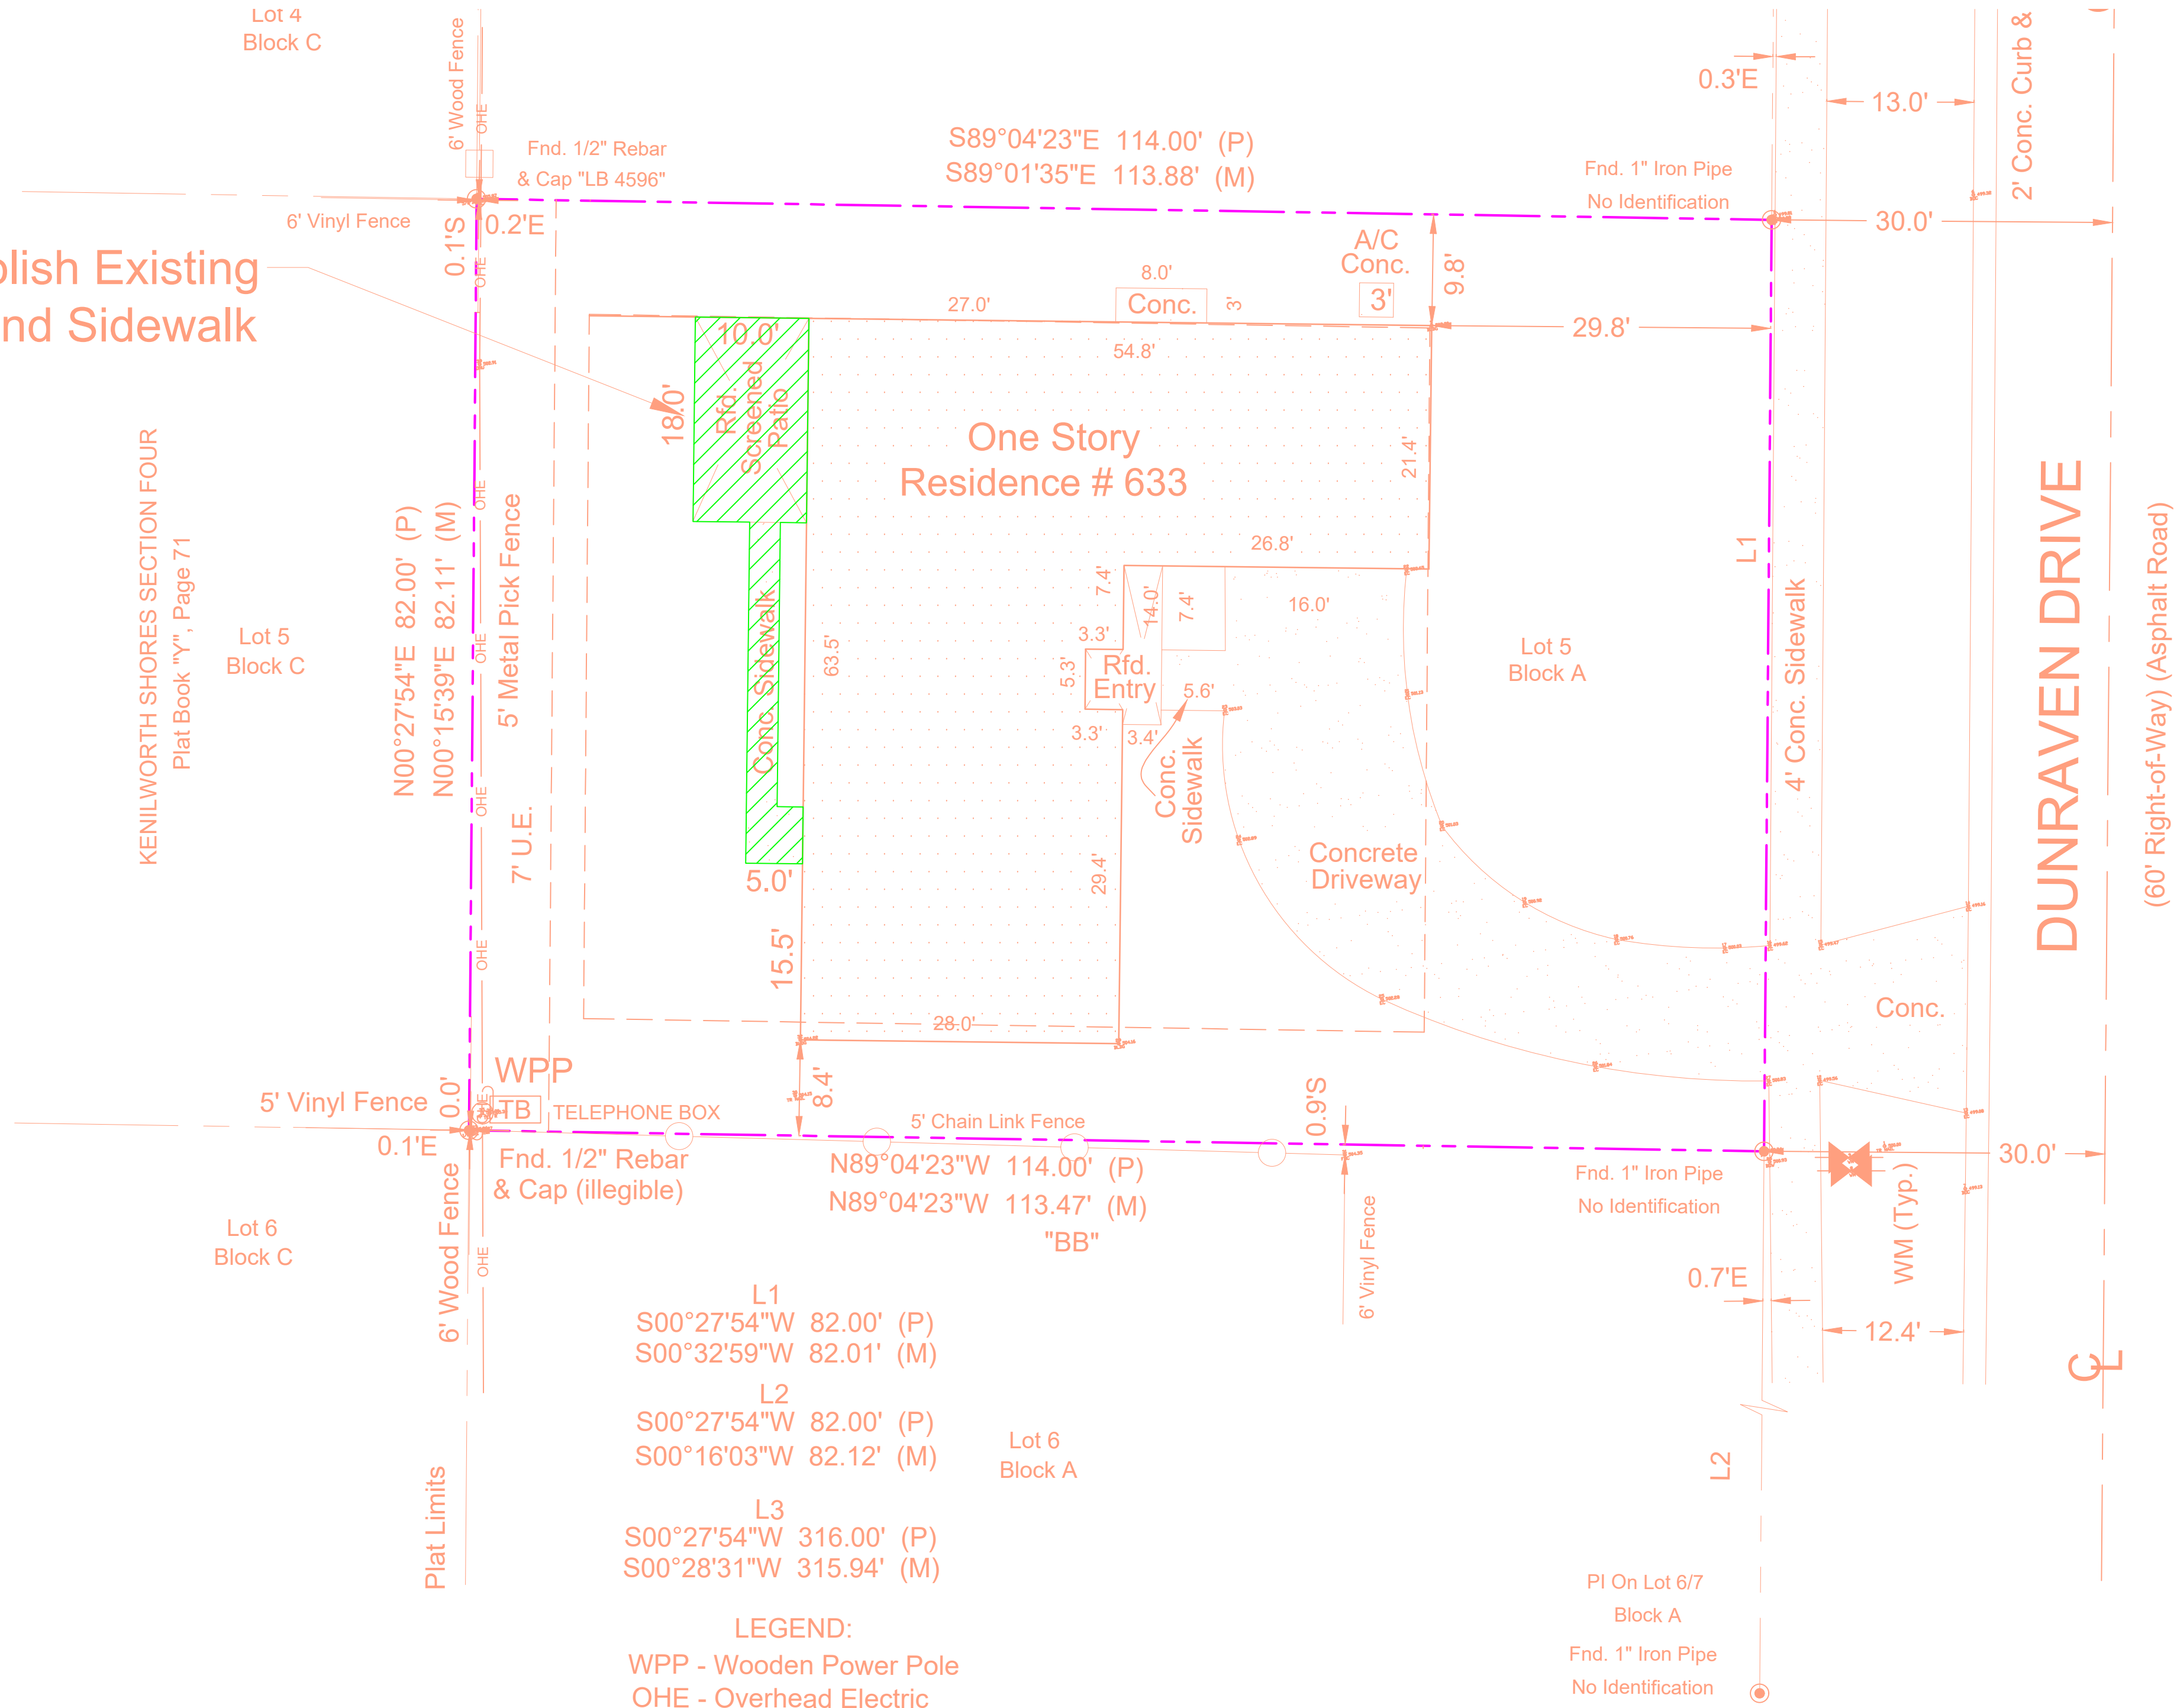 Lot 4
Block C
6' Wood Fence
OHE
Fnd. 1/2" Rebar
& Cap "LB 4596"
S89°04'23"E 114.00' (P)
S89°01'35"E 113.88' (M)
0.3'E
13.0'
2' Conc. Curb &
Fnd. 1" Iron Pipe
No Identification
30.0'
6' Vinyl Fence
0.1'S
0.2'E
OHE
olish Existing
nd Sidewalk
A/C
Conc.
3'
9.8'
8.0'
Conc.
3'
27.0'
54.8'
29.8'
10.0'
18.0'
Rfd.
Screened
Patio
One Story
Residence # 633
21.4'
26.8'
KENILWORTH SHORES SECTION FOUR
Plat Book "Y", Page 71
Lot 5
Block C
N00°27'54"E 82.00' (P)
N00°15'39"E 82.11' (M)
OHE
OHE
OHE
OHE
5' Metal Pick Fence
7' U.E.
Conc. Sidewalk
63.5'
7.4'
14.0'
7.4'
16.0'
3.3'
5.3'
Rfd.
Entry
5.6'
3.3'
3.4'
Conc.
Sidewalk
29.4'
Lot 5
Block A
L1
4' Conc. Sidewalk
DUNRAVEN DRIVE
(60' Right-of-Way) (Asphalt Road)
Concrete
Driveway
5.0'
15.5'
28.0'
Conc.
WPP
5' Vinyl Fence
0.0'
TB
TELEPHONE BOX
8.4'
5' Chain Link Fence
0.9'S
0.1'E
Fnd. 1/2" Rebar
& Cap (illegible)
N89°04'23"W 114.00' (P)
N89°04'23"W 113.47' (M)
"BB"
Fnd. 1" Iron Pipe
No Identification
30.0'
WM (Typ.)
6' Wood Fence
OHE
Lot 6
Block C
6' Vinyl Fence
0.7'E
12.4'
CL
L1
S00°27'54"W 82.00' (P)
S00°32'59"W 82.01' (M)
L2
S00°27'54"W 82.00' (P)
S00°16'03"W 82.12' (M)
L3
S00°27'54"W 316.00' (P)
S00°28'31"W 315.94' (M)
Lot 6
Block A
L2
Plat Limits
PI On Lot 6/7
Block A
Fnd. 1" Iron Pipe
No Identification
LEGEND:
WPP - Wooden Power Pole
OHE - Overhead Electric